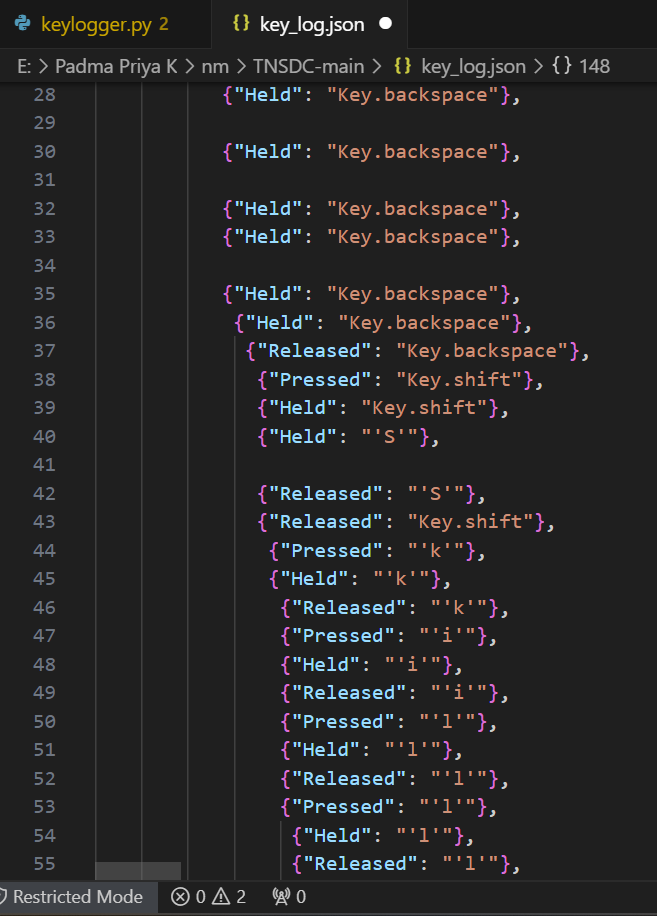 keylogger.py 2 {} key_log.json
E: > Padma Priya K > nm > TNSDC-main > {} key_log.json > {} 148
28 {"Held": "Key.backspace"},
29
30 {"Held": "Key.backspace"},
31
32 {"Held": "Key.backspace"},
33 {"Held": "Key.backspace"},
34
35 {"Held": "Key.backspace"},
36 {"Held": "Key.backspace"},
37 {"Released": "Key.backspace"},
38 {"Pressed": "Key.shift"},
39 {"Held": "Key.shift"},
40 {"Held": "'S'"},
41
42 {"Released": "'S'"},
43 {"Released": "Key.shift"},
44 {"Pressed": "'k'"},
45 {"Held": "'k'"},
46 {"Released": "'k'"},
47 {"Pressed": "'i'"},
48 {"Held": "'i'"},
49 {"Released": "'i'"},
50 {"Pressed": "'l'"},
51 {"Held": "'l'"},
52 {"Released": "'l'"},
53 {"Pressed": "'l'"},
54 {"Held": "'l'"},
55 {"Released": "'l'"},
Restricted Mode 0 2 0